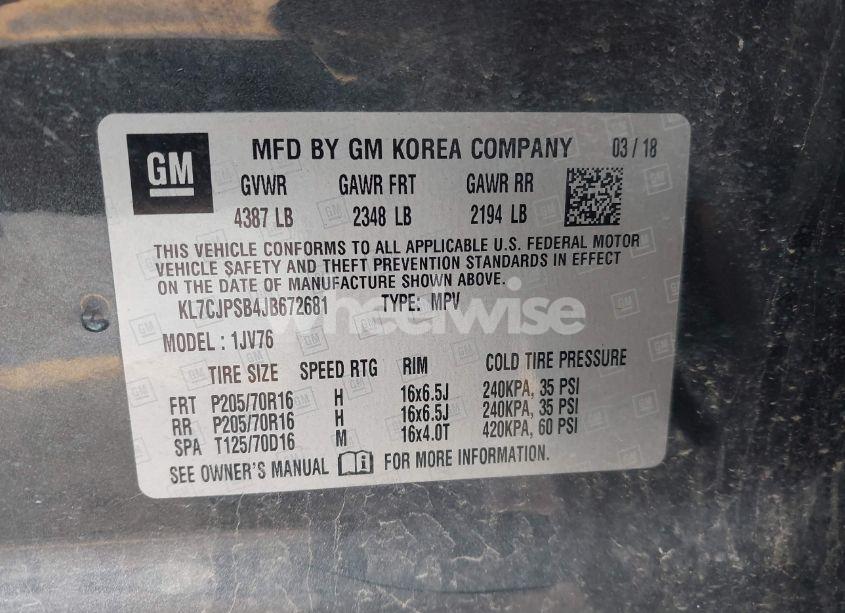 GM
MFD BY GM KOREA COMPANY 03 / 18
GVWR GAWR FRT GAWR RR
4387 LB 2348 LB 2194 LB
THIS VEHICLE CONFORMS TO ALL APPLICABLE U.S. FEDERAL MOTOR
VEHICLE SAFETY AND THEFT PREVENTION STANDARDS IN EFFECT
ON THE DATE OF MANUFACTURE SHOWN ABOVE.
KL7CJPSB4JB672681 TYPE: MPV
wheelwise
MODEL : 1JV76
TIRE SIZE SPEED RTG RIM COLD TIRE PRESSURE
FRT P205/70R16 H 16x6.5J 240KPA, 35 PSI
RR P205/70R16 H 16x6.5J 240KPA, 35 PSI
SPA T125/70D16 M 16x4.0T 420KPA, 60 PSI
SEE OWNER'S MANUAL FOR MORE INFORMATION.